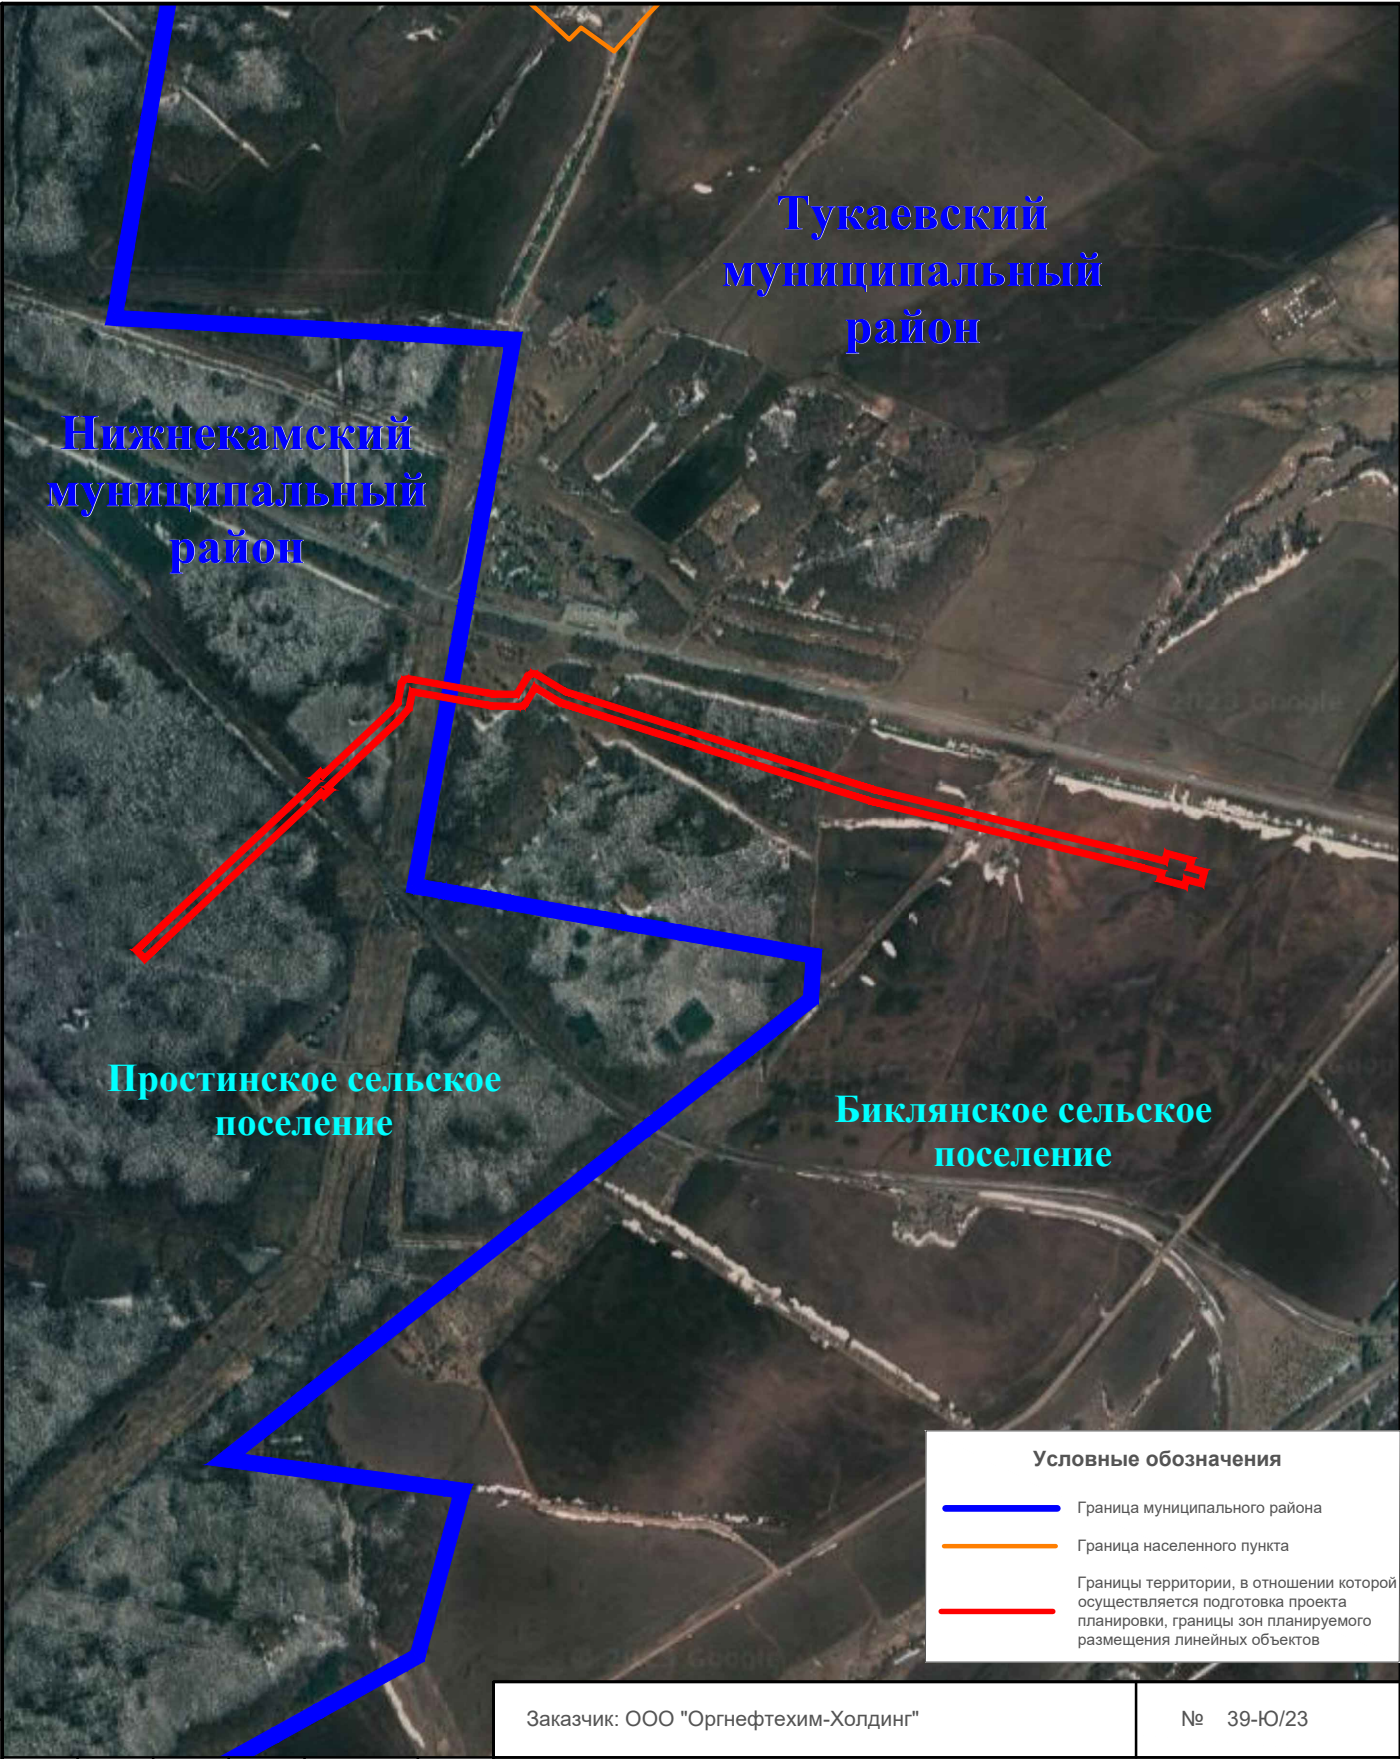 Тукаевский
муниципальный
район
Нижнекамский
муниципальный
район
Простинское сельское
поселение
Биклянское сельское
поселение
Условные обозначения
Граница муниципального района
Граница населенного пункта
Границы территории, в отношении которой
осуществляется подготовка проекта
планировки, границы зон планируемого
размещения линейных объектов
Заказчик: ООО "Оргнефтехим-Холдинг"
№ 39-Ю/23